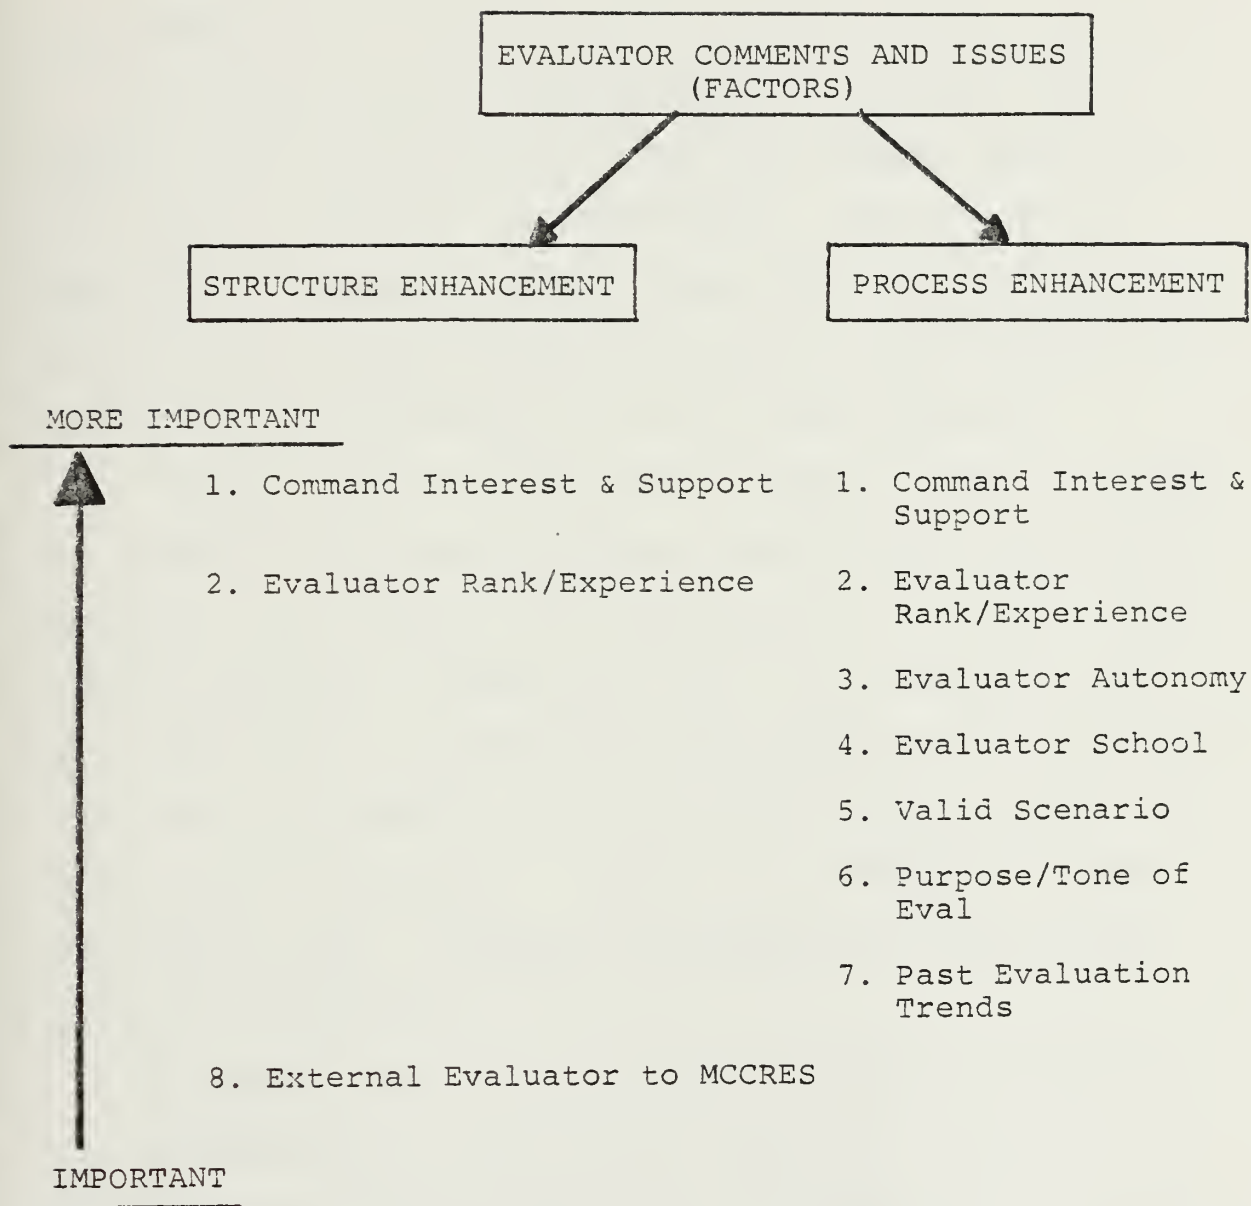 EVALUATOR COMMENTS AND ISSUES
(FACTORS)
STRUCTURE ENHANCEMENT
PROCESS ENHANCEMENT
MORE IMPORTANT
1. Command Interest & Support
2. Evaluator Rank/Experience
8. External Evaluator to MCCRES
1. Command Interest &
Support
2. Evaluator
Rank/Experience
3. Evaluator Autonomy
4. Evaluator School
5. Valid Scenario
6. Purpose/Tone of
Eval
7. Past Evaluation
Trends
IMPORTANT